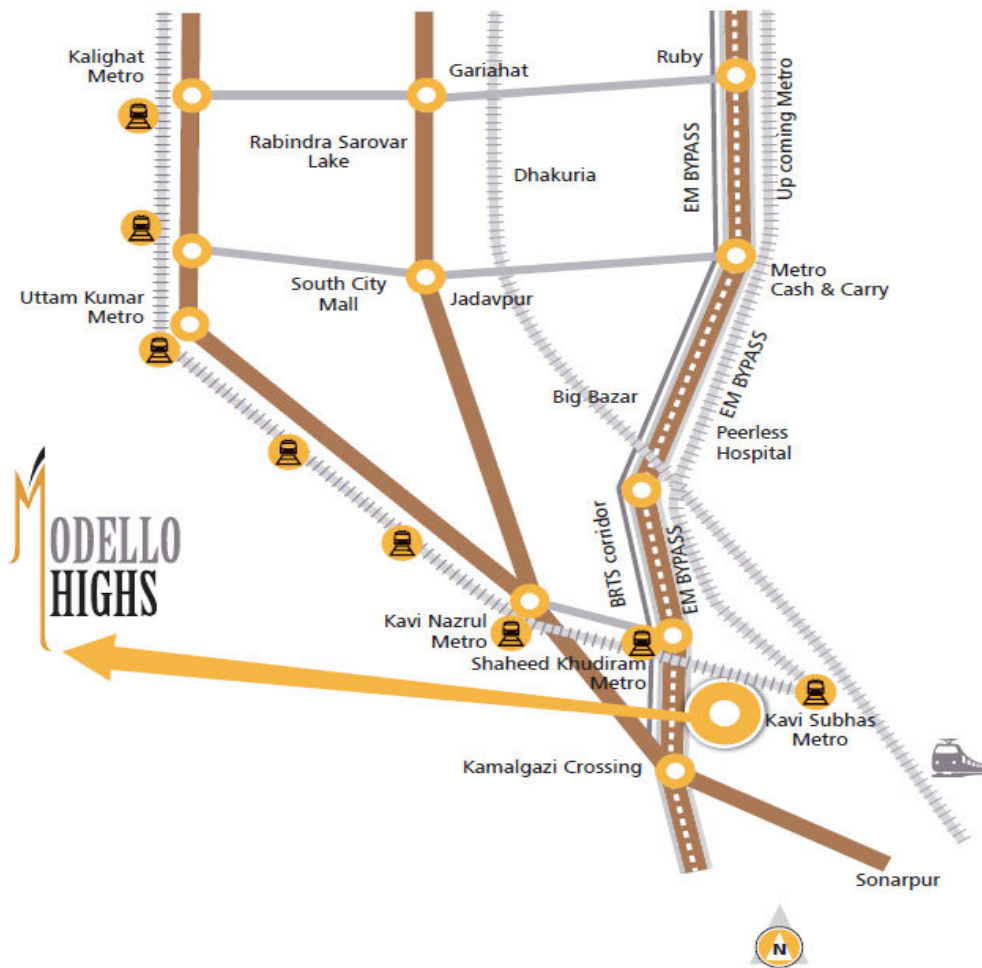 Kalighat
Metro
Gariahat
Ruby
Up coming Metro
EM BYPASS
Rabindra Sarovar
Lake
Dhakuria
Uttam Kumar
Metro
South City
Mall
Jadavpur
Metro
Cash & Carry
EM BYPASS
Big Bazar
Peerless
Hospital
MODELLO
HIGHS
BRTS corridor
EM BYPASS
Kavi Nazrul
Metro
Shaheed Khudiram
Metro
Kavi Subhas
Metro
Kamalgazi Crossing
Sonarpur
N